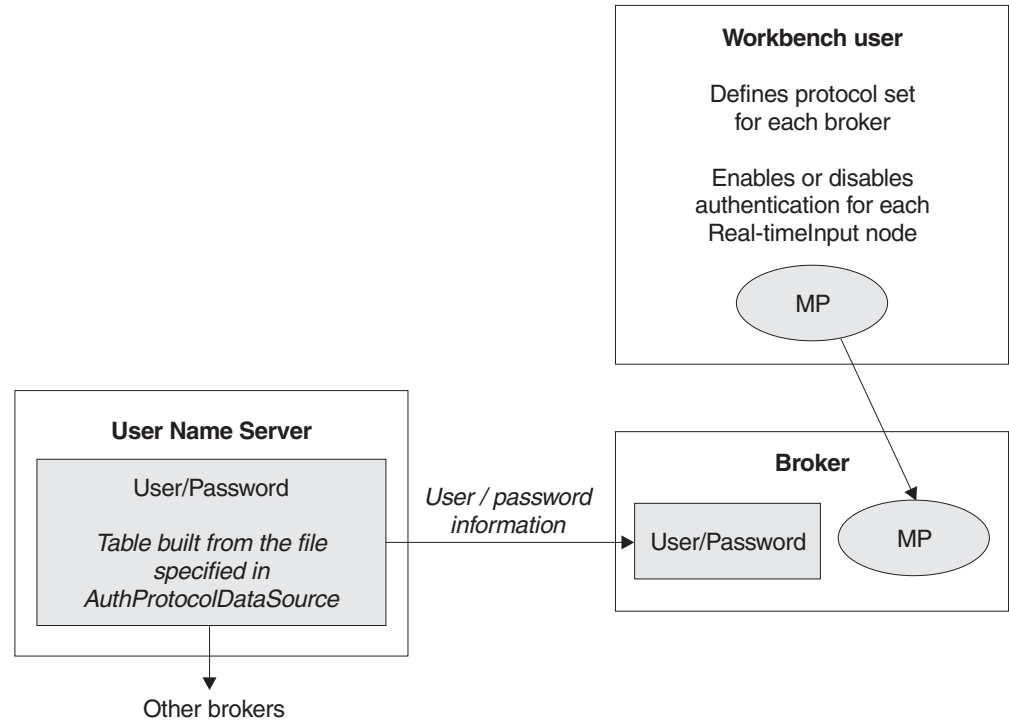 Workbench user
Defines protocol set
for each broker
Enables or disables
authentication for each
Real-timeInput node
MP
User Name Server
User/Password
Table built from the file
specified in
AuthProtocolDataSource
User / password
information
Broker
User/Password
MP
Other brokers